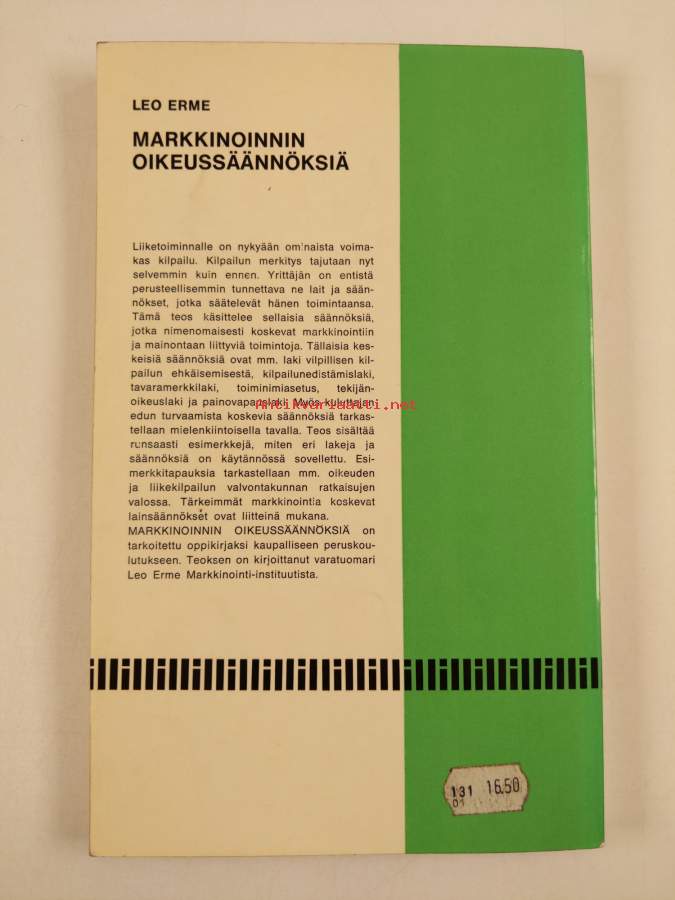 LEO ERME
MARKKINOINNIN
OIKEUSSÄÄNNÖKSIÄ
Liiketoiminnalle on nykyään ominaista voima-
kas kilpailu. Kilpailun merkitys tajutaan nyt
selvemmin kuin ennen. Yrittäjän on entistä
perusteellisemmin tunnettava ne lait ja sään-
nökset, jotka säätelevät hänen toimintaansa.
Tämä teos käsittelee sellaisia säännöksiä,
jotka nimenomaisesti koskevat markkinointiin
ja mainontaan liittyviä toimintoja. Tällaisia kes-
keisiä säännöksiä ovat mm. laki vilpillisen kil-
pailun ehkäisemisestä, kilpailunedistämislaki,
tavaramerkkilaki, toiminimiasetus, tekijän-
oikeuslaki ja painovapauslaki. Myös kuluttajan
Antikvariaatti.net
edun turvaamista koskevia säännöksiä tarkas-
tellaan mielenkiintoisella tavalla. Teos sisältää
runsaasti esimerkkejä, miten eri lakeja ja
säännöksiä on käytännössä sovellettu. Esi-
merkkitapauksia tarkastellaan mm. oikeuden
ja liikekilpailun valvontakunnan ratkaisujen
valossa. Tärkeimmät markkinointia koskevat
lainsäännökset ovat liitteinä mukana.
MARKKINOINNIN OIKEUSSÄÄNNÖKSIÄ on
tarkoitettu oppikirjaksi kaupalliseen peruskou-
lutukseen. Teoksen on kirjoittanut varatuomari
Leo Erme Markkinointi-instituutista.
131 16.50
01